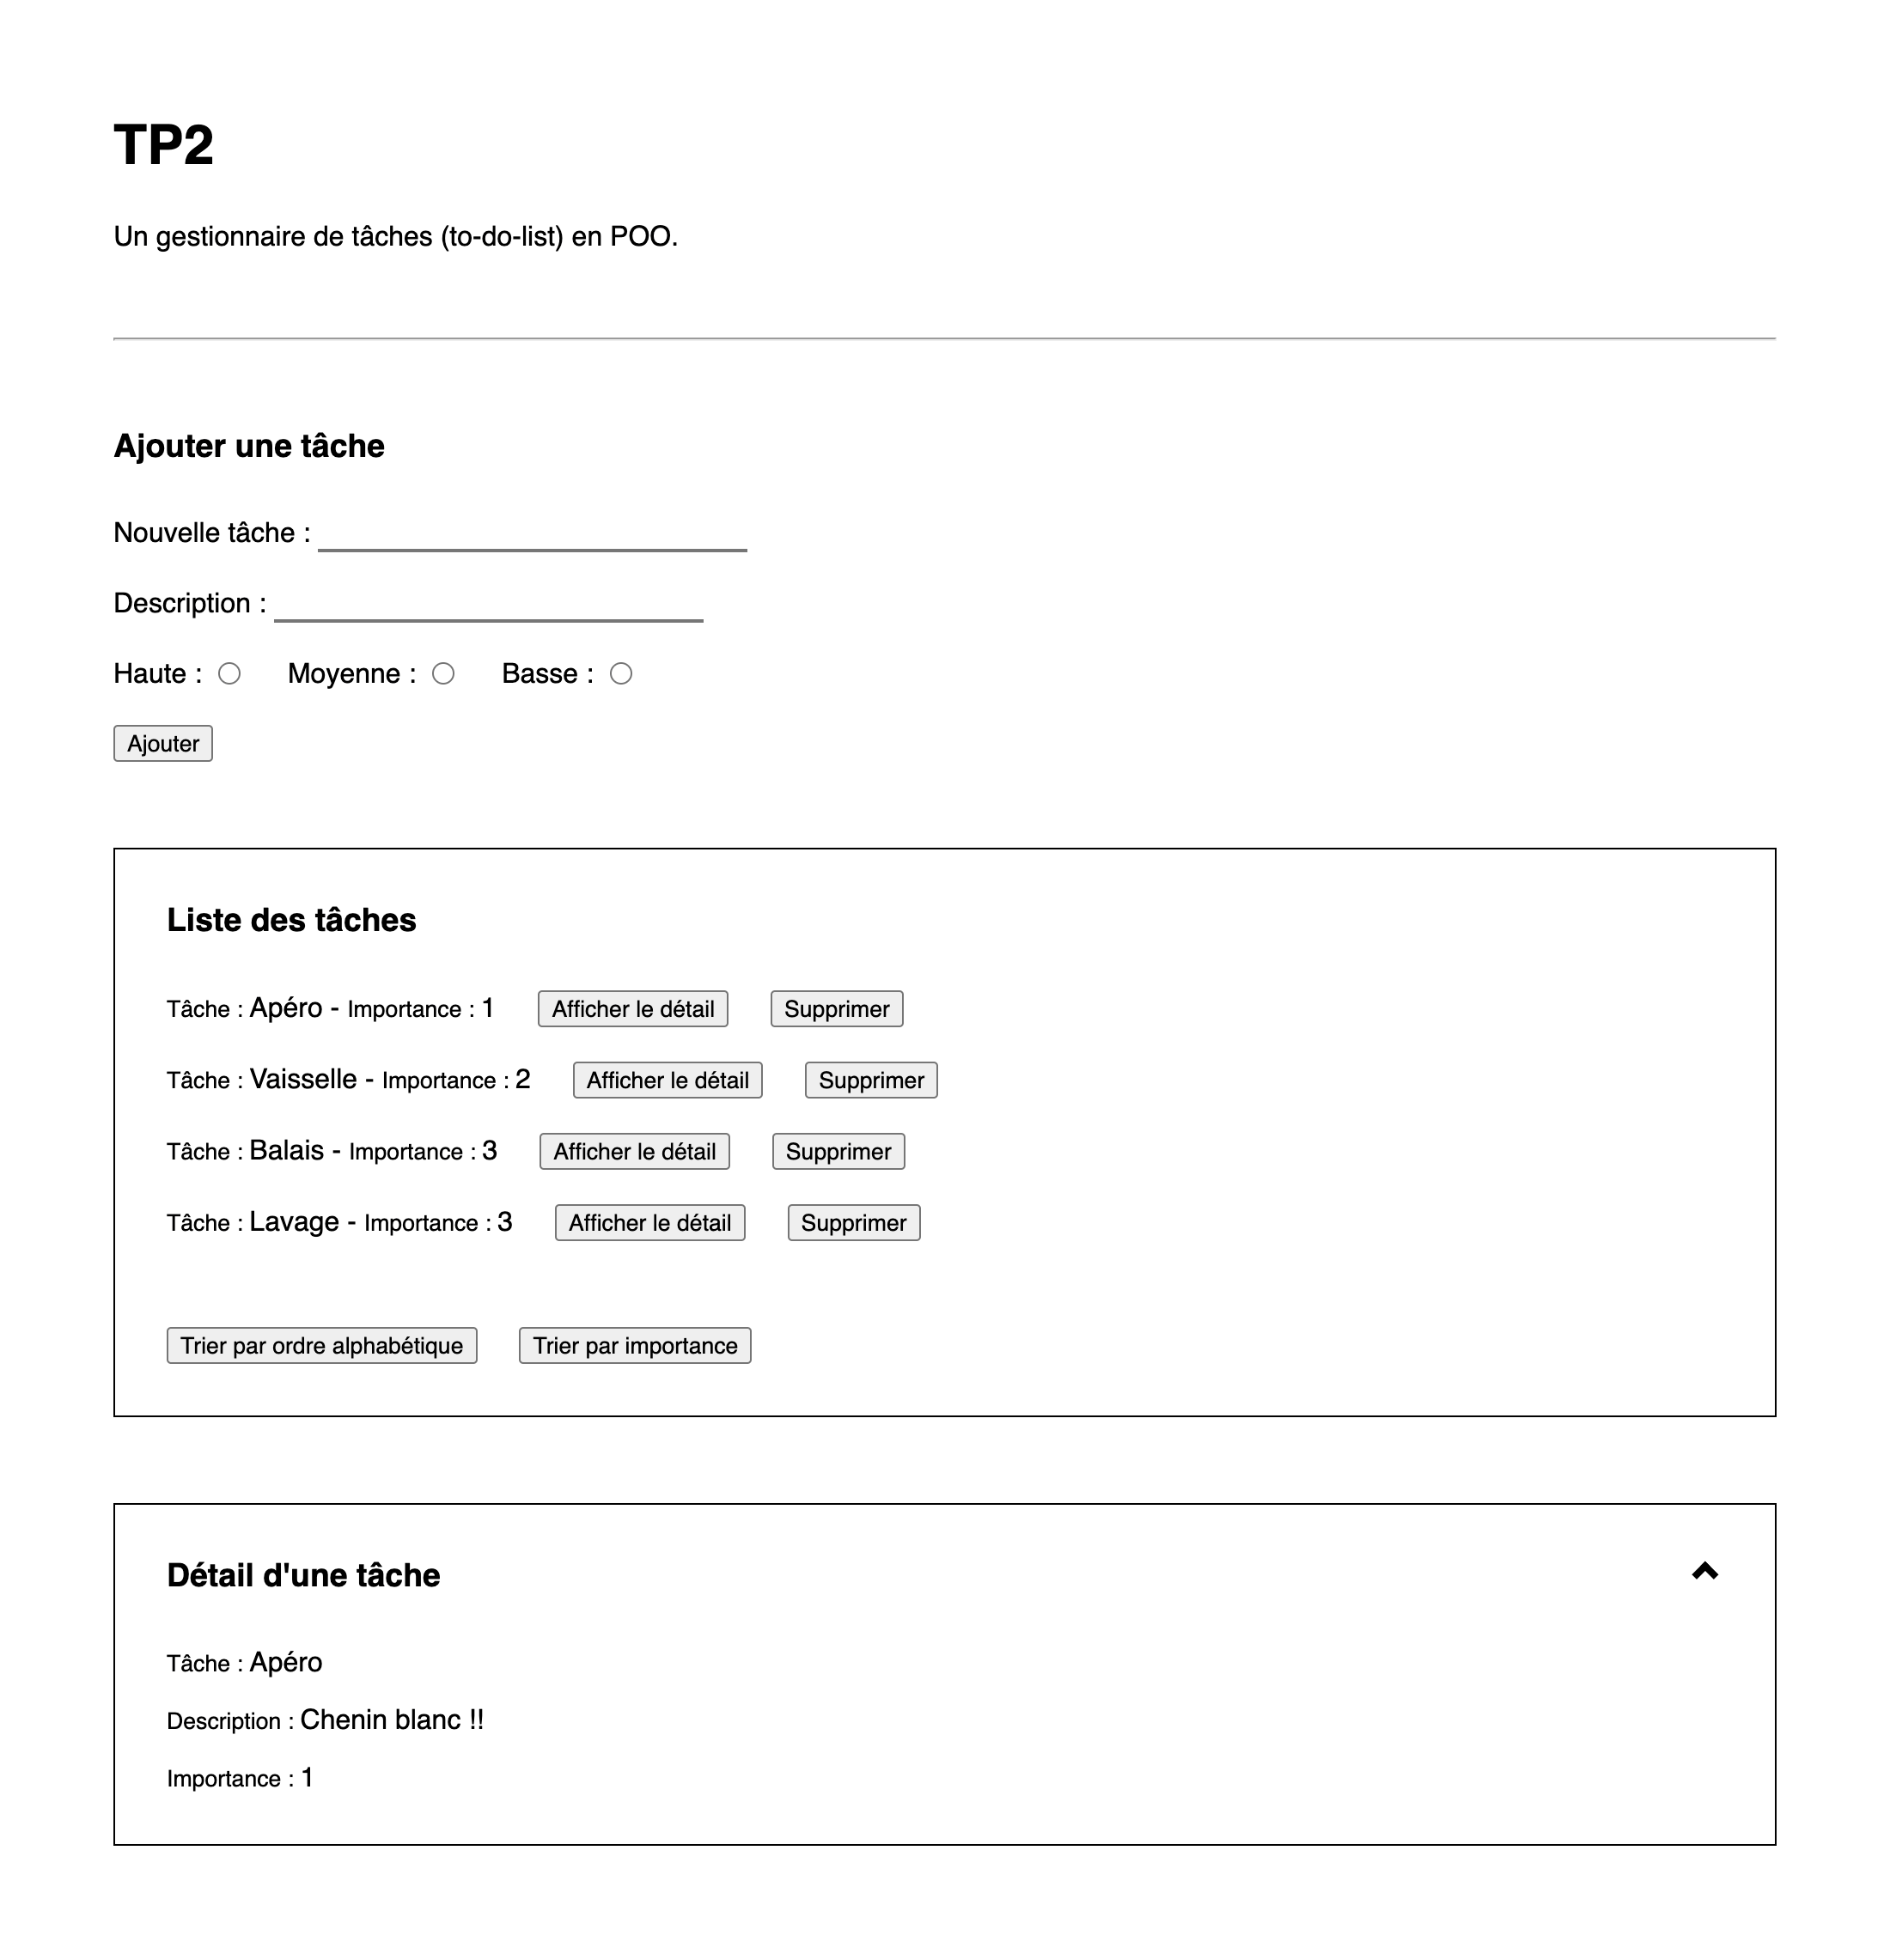 TP2
Un gestionnaire de tâches (to-do-list) en POO.
Ajouter une tâche
Nouvelle tâche :
Description :
Haute : Moyenne : Basse :
Ajouter
Liste des tâches
Tâche : Apéro - Importance : 1 Afficher le détail Supprimer
Tâche : Vaisselle - Importance : 2 Afficher le détail Supprimer
Tâche : Balais - Importance : 3 Afficher le détail Supprimer
Tâche : Lavage - Importance : 3 Afficher le détail Supprimer
Trier par ordre alphabétique Trier par importance
Détail d'une tâche
Tâche : Apéro
Description : Chenin blanc !!
Importance : 1